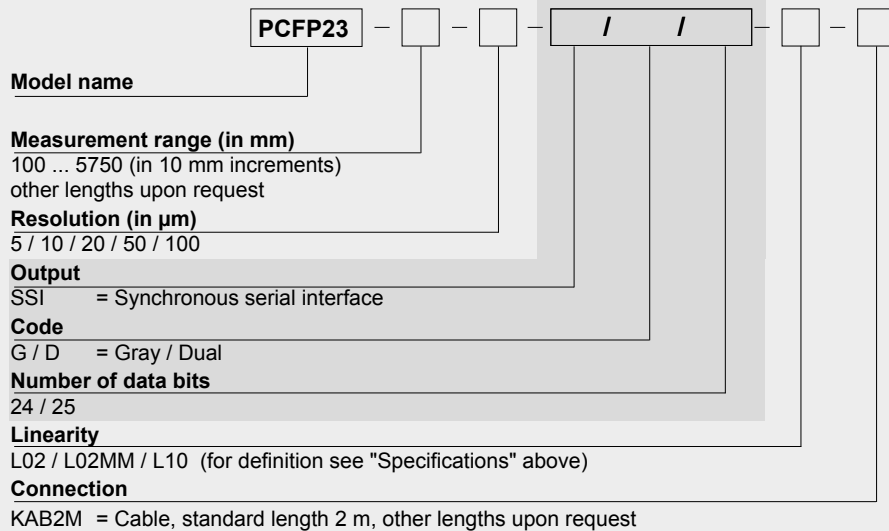 PCFP23 – – – / / – –
Model name
Measurement range (in mm)
100 ... 5750 (in 10 mm increments)
other lengths upon request
Resolution (in µm)
5 / 10 / 20 / 50 / 100
Output
SSI = Synchronous serial interface
Code
G / D = Gray / Dual
Number of data bits
24 / 25
Linearity
L02 / L02MM / L10 (for definition see "Specifications" above)
Connection
KAB2M = Cable, standard length 2 m, other lengths upon request